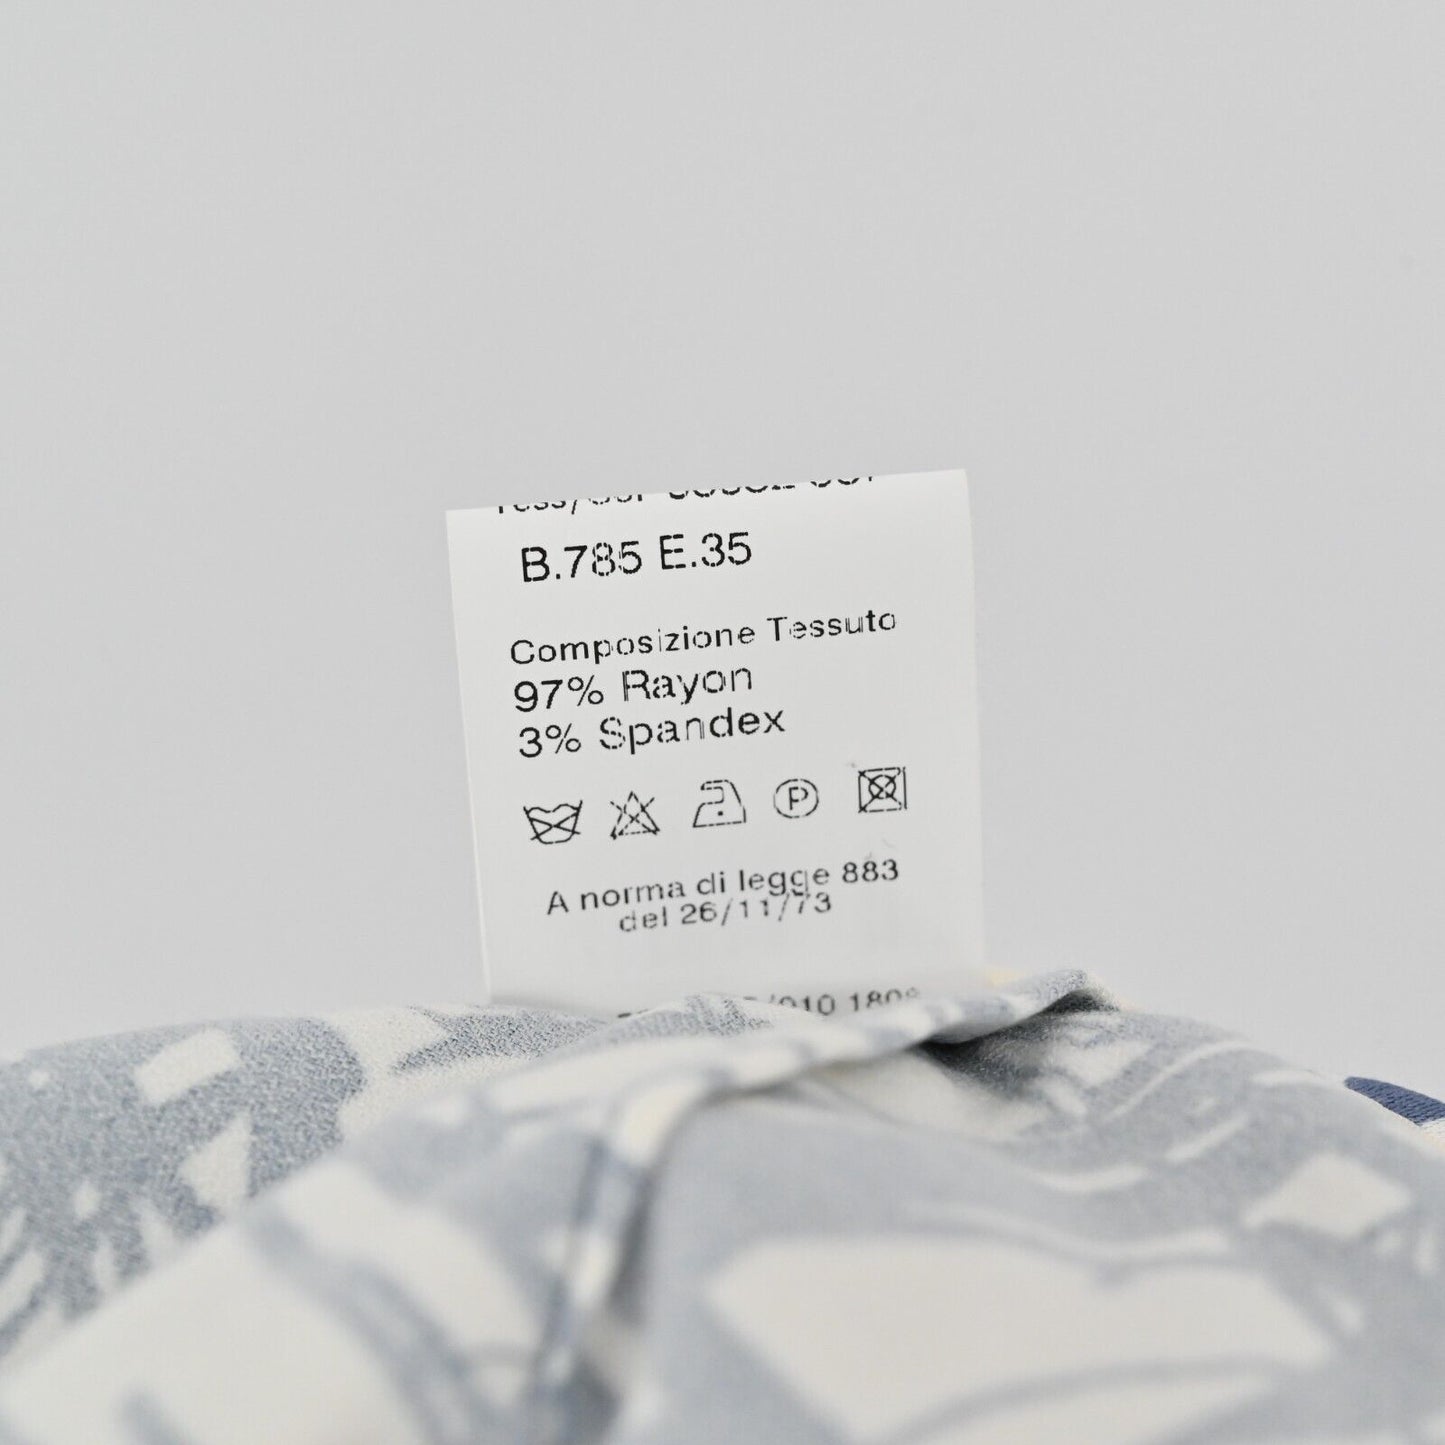 B.785 E.35
Composizione Tessuto
97% Rayon
3% Spandex
P
A norma di legge 883
del 26/11/73